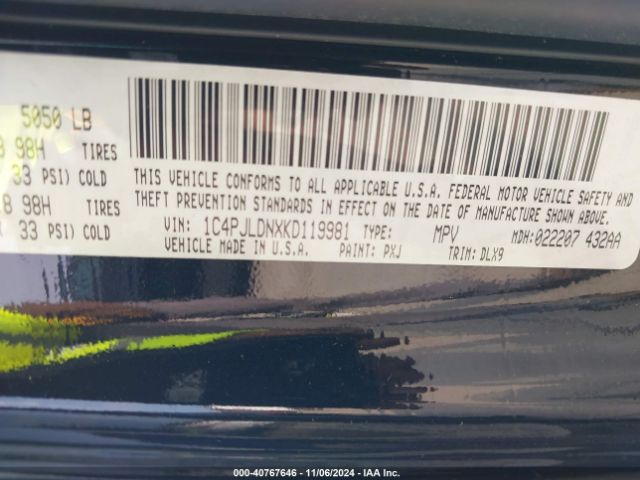 5050 LB
98H TIRES
33 PSI) COLD
98H TIRES
33 PSI) COLD
THIS VEHICLE CONFORMS TO ALL APPLICABLE U.S.A. FEDERAL MOTOR VEHICLE SAFETY AND
THEFT PREVENTION STANDARDS IN EFFECT ON THE DATE OF MANUFACTURE SHOWN ABOVE.
VIN: 1C4PJLDNXKD119981 TYPE: MPV MDH:022207 432AA
VEHICLE MADE IN U.S.A. PAINT: PXJ TRIM: DLX9
000-40767646 - 11/06/2024 - IAA Inc.